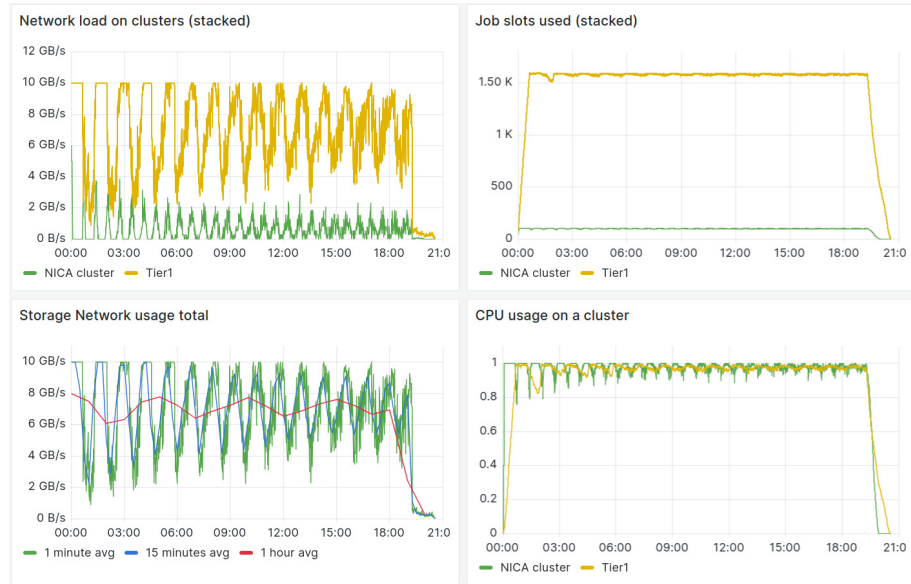 Network load on clusters (stacked)
12 GB/s
10 GB/s
8 GB/s
6 GB/s
4 GB/s
2 GB/s
0 B/s
00:00 03:00 06:00 09:00 12:00 15:00 18:00 21:0
NICA cluster Tier1
Job slots used (stacked)
1.50 K
1 K
500
0
00:00 03:00 06:00 09:00 12:00 15:00 18:00 21:0
NICA cluster Tier1
Storage Network usage total
10 GB/s
8 GB/s
6 GB/s
4 GB/s
2 GB/s
0 B/s
00:00 03:00 06:00 09:00 12:00 15:00 18:00 21:0
1 minute avg 15 minutes avg 1 hour avg
CPU usage on a cluster
1
0.8
0.6
0.4
0.2
0
00:00 03:00 06:00 09:00 12:00 15:00 18:00 21:0
NICA cluster Tier1